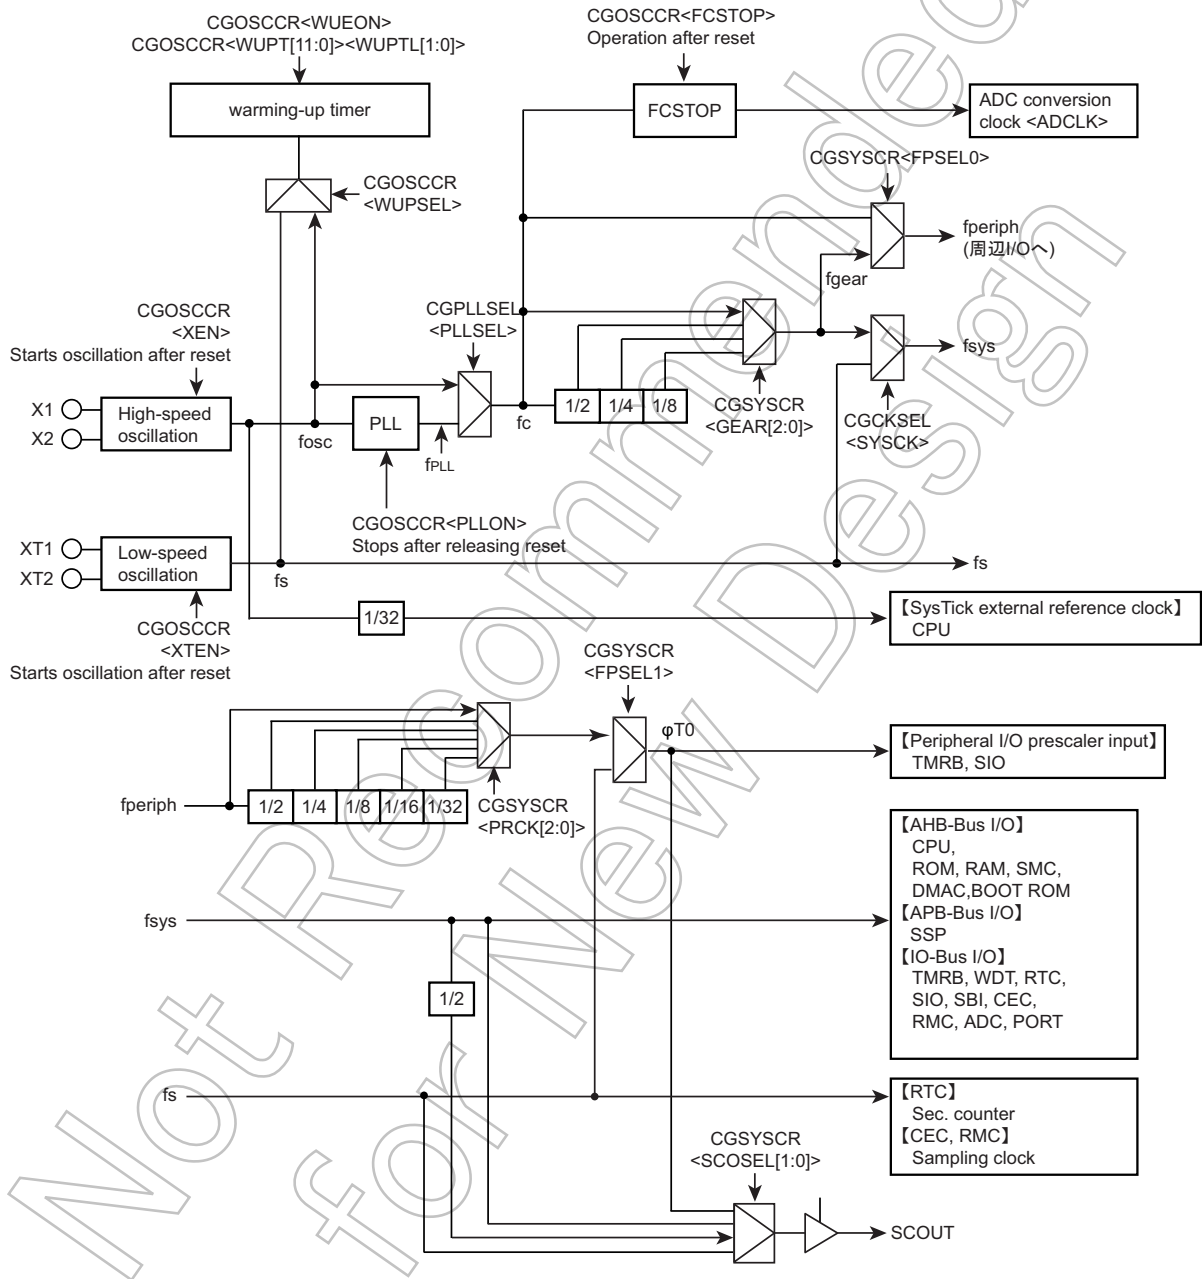 CGOSCCR<WUEON>
CGOSCCR<WUPT[11:0]><WUPTL[1:0]>
CGOSCCR<FCSTOP>
Operation after reset
warming-up timer
FCSTOP
ADC conversion
clock <ADCLK>
CGOSCCR
<WUPSEL>
CGSYSCR<FPSEL0>
fperiph
(周辺I/Oへ)
fgear
CGOSCCR
<XEN>
Starts oscillation after reset
CGPLLSEL
<PLLSEL>
fsys
X1
X2
High-speed
oscillation
fosc
PLL
fPLL
fc
1/2 1/4 1/8
CGSYSCR
<GEAR[2:0]>
CGCKSEL
<SYSCK>
CGOSCCR<PLLON>
Stops after releasing reset
XT1
XT2
Low-speed
oscillation
fs
fs
CGOSCCR
<XTEN>
Starts oscillation after reset
1/32
【SysTick external reference clock】
CPU
CGSYSCR
<FPSEL1>
φT0
【Peripheral I/O prescaler input】
TMRB, SIO
fperiph
1/2 1/4 1/8 1/16 1/32
CGSYSCR
<PRCK[2:0]>
fsys
1/2
【AHB-Bus I/O】
CPU,
ROM, RAM, SMC,
DMAC,BOOT ROM
【APB-Bus I/O】
SSP
【IO-Bus I/O】
TMRB, WDT, RTC,
SIO, SBI, CEC,
RMC, ADC, PORT
fs
【RTC】
Sec. counter
【CEC, RMC】
Sampling clock
CGSYSCR
<SCOSEL[1:0]>
SCOUT
Not Recommended
for New Design